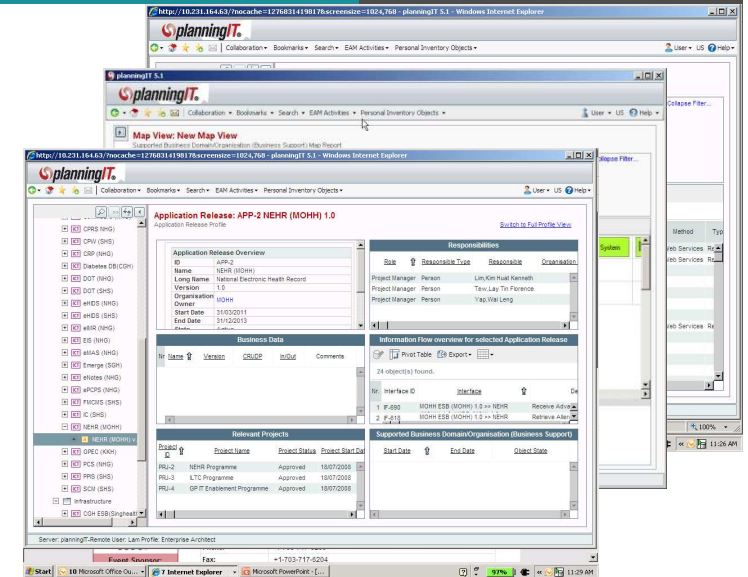 http://10.231.164.63/?nocache=1276831419817&screensize=1024,768 - planningIT 5.1 - Windows Internet Explorer
planningIT.
Collaboration Bookmarks Search EAM Activities Personal Inventory Objects User US Help
Collapse Filter...
Method
Web Services
Web Services
Web Services
100%
11:26 AM
planningIT 5.1
planningIT.
Collaboration Bookmarks Search EAM Activities Personal Inventory Objects User US Help
Map View: New Map View
Supported Business Domain/Organisation (Business Support) Map Report
System
http://10.231.164.63/?nocache=1276831419817&screensize=1024,768 - planningIT 5.1 - Windows Internet Explorer
planningIT.
Collaboration Bookmarks Search EAM Activities Personal Inventory Objects User US Help
CPRS NHG)
CPW (SHS)
CRP (NHG)
Diabetes DB(CGH)
DOT (NHG)
DOT (SHS)
eHIDS (NHG)
eHIDS (SHS)
eIMR (NHG)
EIS (NHG)
eMAS (NHG)
Emerge (SGH)
eNotes (NHG)
ePCPS (NHG)
FMCMS (SHS)
IC (SHS)
NEHR (MOHH)
NEHR (MOHH) v
OPEC (KKH)
PCS (NHG)
PPIG (SHS)
SCM (SHS)
Infrastructure
CGH ESB(Singhealt
Application Release: APP-2 NEHR (MOHH) 1.0
Application Release Profile
Switch to Full Profile View
Application Release Overview
ID APP-2
Name NEHR (MOHH)
Long Name National Electronic Health Record
Version 1.0
Organisation Owner MOHH
Start Date 31/03/2011
End Date 31/12/2013
Responsibilities
Role Responsible Type Responsible Organisation
Project Manager Person Lim,Kim Huat Kenneth
Project Manager Person Tew,Lay Tin Florence
Project Manager Person Yap,Wai Leng
Business Data
Nr Name Version CRUDP In/Out Comments
Information Flow overview for selected Application Release
Pivot Table Export
24 object(s) found.
Nr. Interface ID Interface De
1 IF-690 MOHH ESB (MOHH) 1.0 >> NEHR Receive Adva
2 IF-618 MOHH ESB (MOHH) 1.0 >> NEHR Retrieve Aller
Relevant Projects
Project ID Project Name Project Status Project Start Dat
PRJ-2 NEHR Programme Approved 18/07/2008
PRJ-3 ILTC Programme Approved 18/07/2008
PRJ-4 GP IT Enablement Programme Approved 18/07/2008
Supported Business Domain/Organisation (Business Support)
Start Date End Date Object State
Server: planningIT-Remote User: Lam Profile: Enterprise Architect
Event Sponsor: Fax: +1-703-717-6204
Start 10 Microsoft Office Ou... 7 Internet Explorer Microsoft PowerPoint - [... 97% 11:29 AM